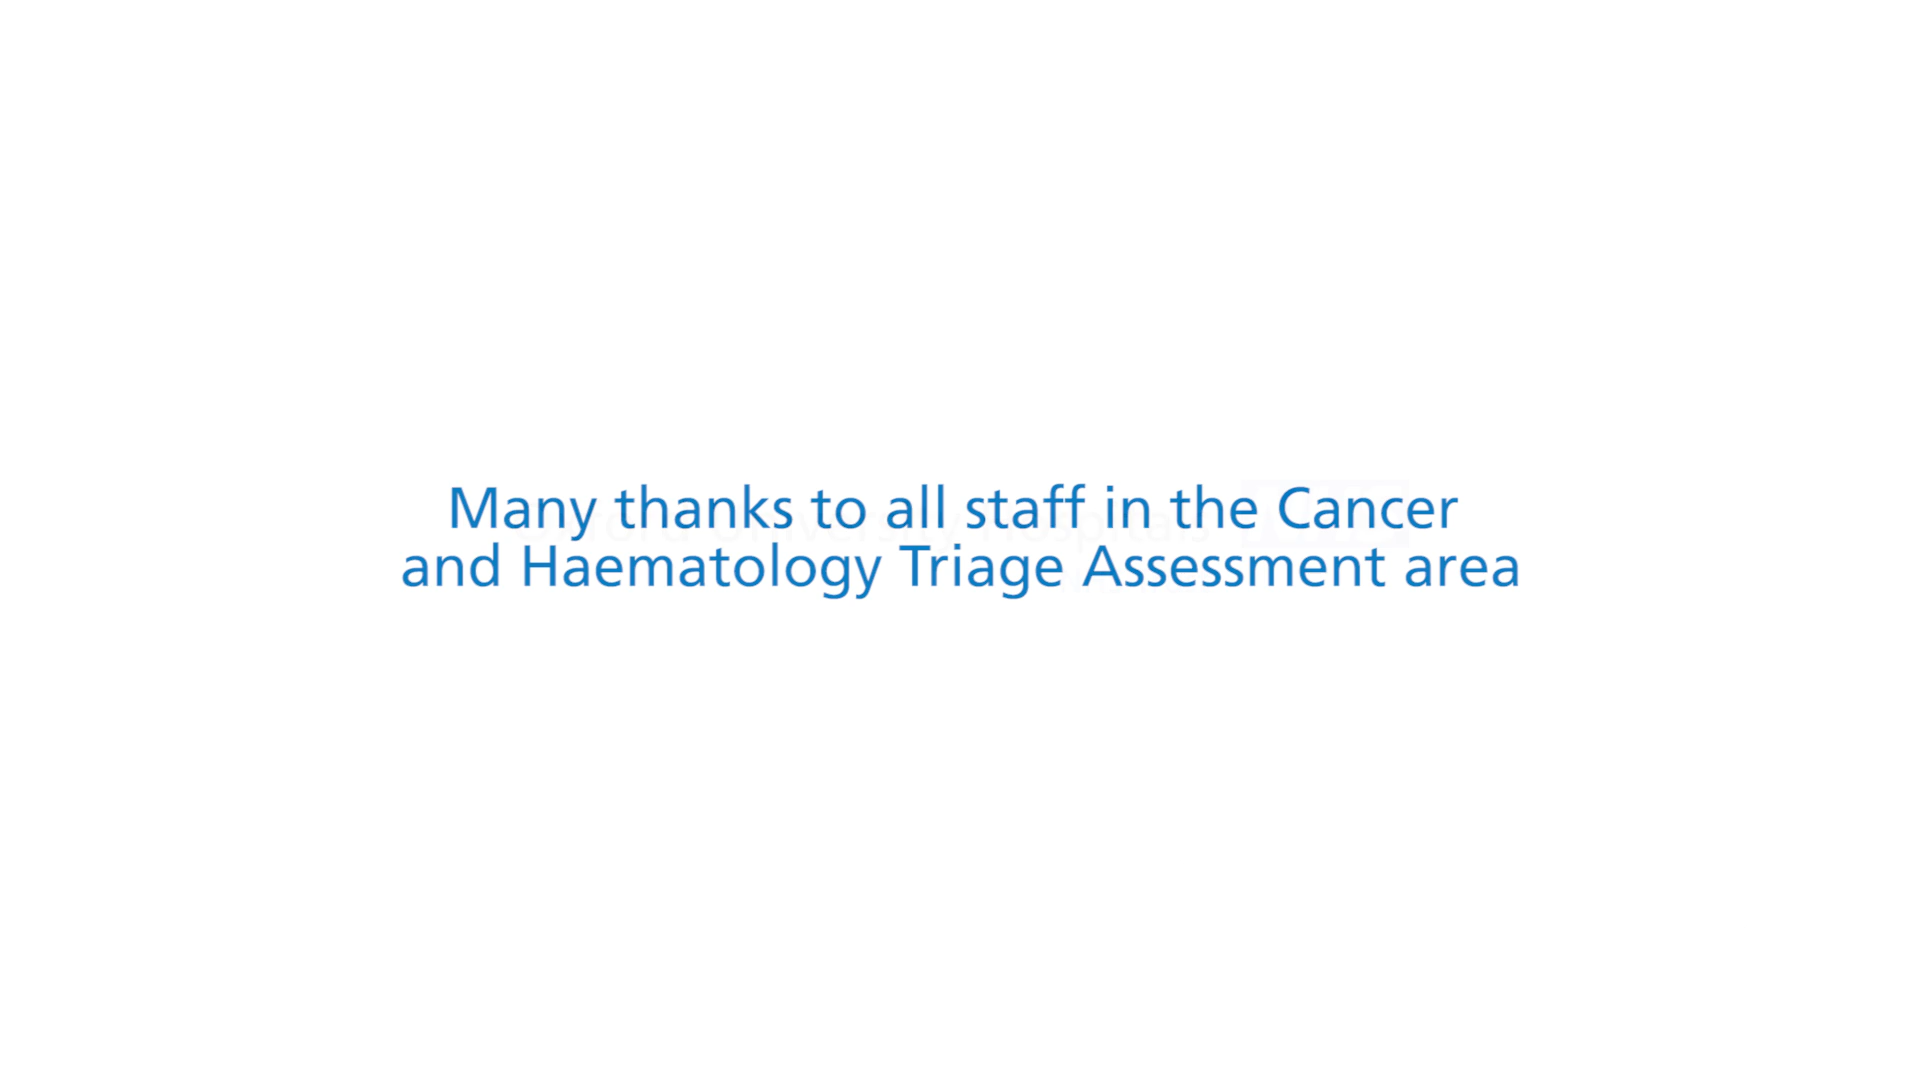 Many thanks to all staff in the Cancer
and Haematology Triage Assessment area